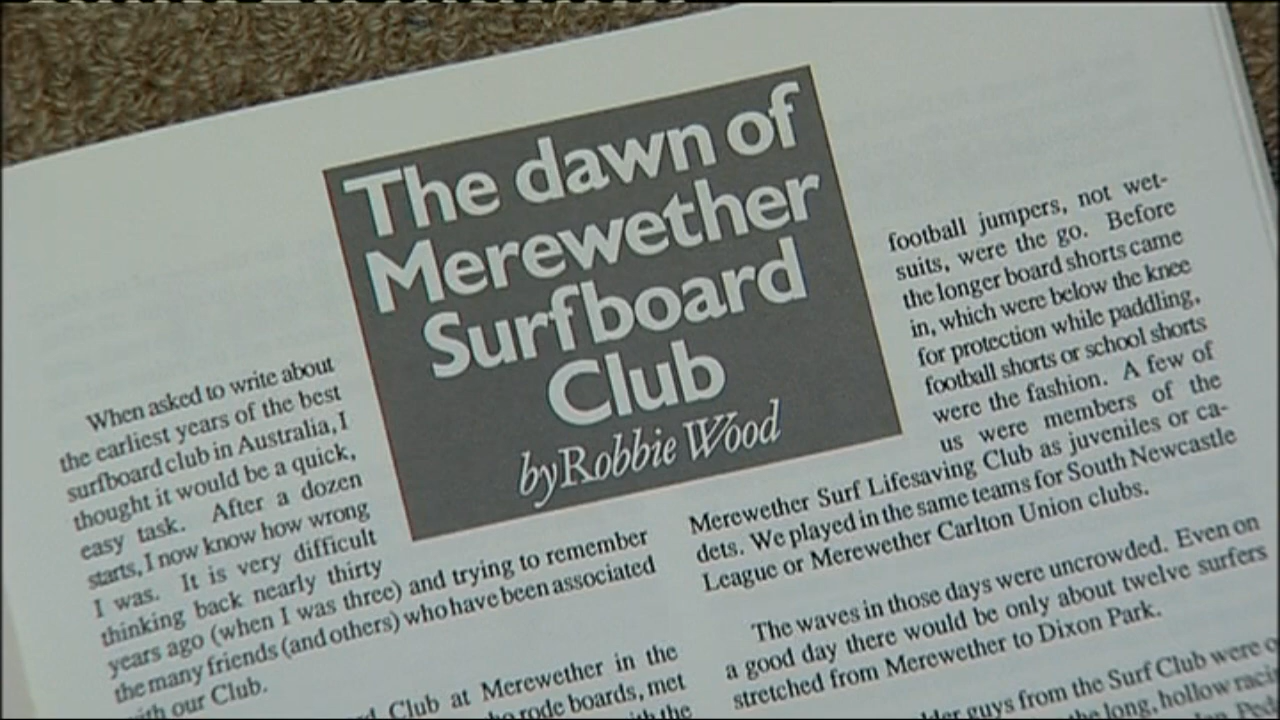 The dawn of
Merewether
Surfboard
Club
by Robbie Wood
When asked to write about
the earliest years of the best
surfboard club in Australia, I
thought it would be a quick,
easy task. After a dozen
starts, I now know how wrong
I was. It is very difficult
thinking back nearly thirty
years ago (when I was three) and trying to remember
the many friends (and others) who have been associated
with our Club.
Club at Merewether in the
rode boards, met
the
football jumpers, not wet-
suits, were the go. Before
the longer board shorts came
in, which were below the knee
for protection while paddling,
football shorts or school shorts
were the fashion. A few of
us were members of the
Merewether Surf Lifesaving Club as juveniles or ca-
dets. We played in the same teams for South Newcastle
League or Merewether Carlton Union clubs.
The waves in those days were uncrowded. Even on
a good day there would be only about twelve surfers
stretched from Merewether to Dixon Park.
guys from the Surf Club were
the long, hollow